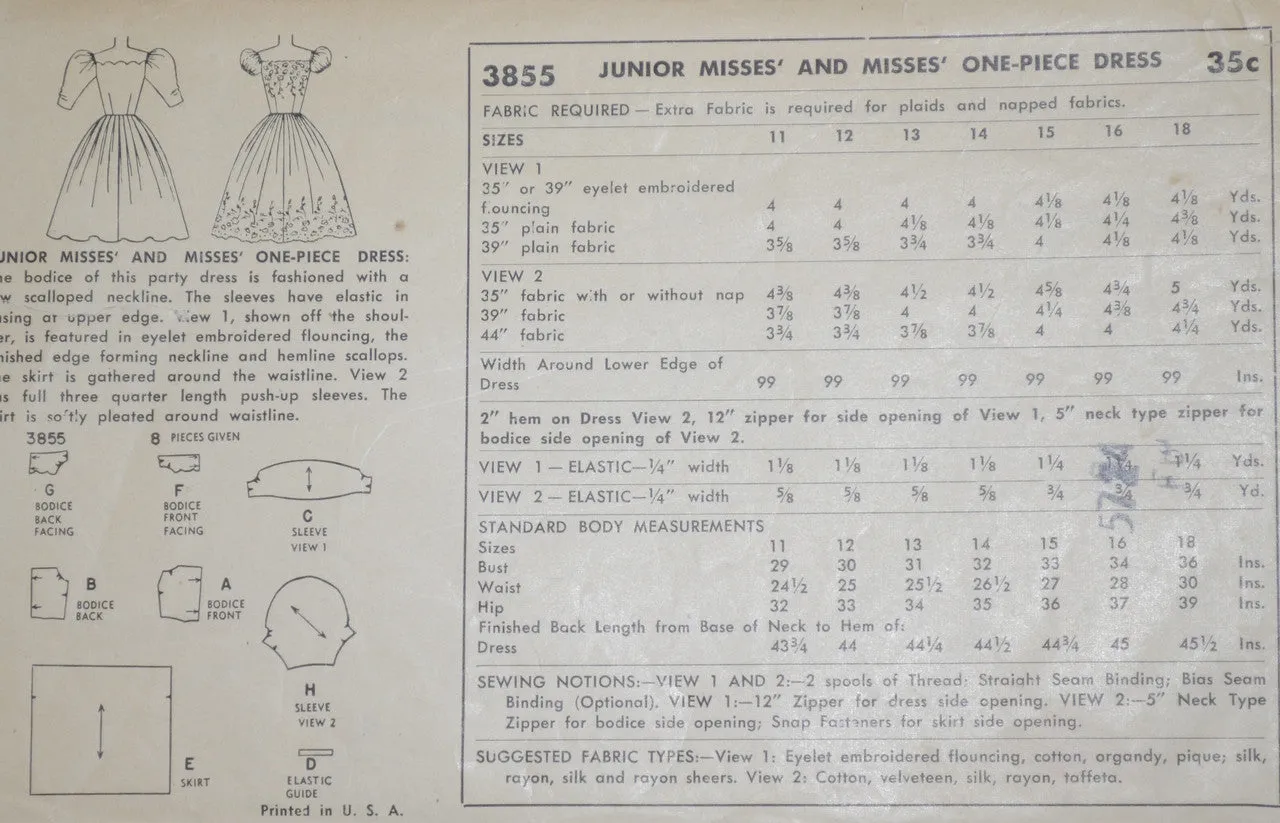 3855 JUNIOR MISSES' AND MISSES' ONE-PIECE DRESS 35c
FABRIC REQUIRED — Extra Fabric is required for plaids and napped fabrics.
SIZES 11 12 13 14 15 16 18
VIEW 1
35" or 39" eyelet embroidered
flouncing 4 4 4 4 4⅛ 4⅛ 4⅛ Yds.
35" plain fabric 4 4 4⅛ 4⅛ 4⅛ 4¼ 4⅜ Yds.
39" plain fabric 3⅝ 3⅝ 3¾ 3¾ 4 4⅛ 4⅛ Yds.
VIEW 2
35" fabric with or without nap 4⅜ 4⅜ 4½ 4½ 4⅝ 4¾ 5 Yds.
39" fabric 3⅞ 3⅞ 4 4 4¼ 4⅜ 4¾ Yds.
44" fabric 3¾ 3¾ 3⅞ 3⅞ 4 4 4¼ Yds.
Width Around Lower Edge of
Dress 99 99 99 99 99 99 99 Ins.
2" hem on Dress View 2, 12" zipper for side opening of View 1, 5" neck type zipper for
bodice side opening of View 2.
VIEW 1 — ELASTIC—¼" width 1⅛ 1⅛ 1⅛ 1⅛ 1¼ 1¼ 1¼ Yds.
VIEW 2 — ELASTIC—¼" width ⅝ ⅝ ⅝ ⅝ ¾ ¾ ¾ Yd.
STANDARD BODY MEASUREMENTS
Sizes 11 12 13 14 15 16 18
Bust 29 30 31 32 33 34 36 Ins.
Waist 24½ 25 25½ 26½ 27 28 30 Ins.
Hip 32 33 34 35 36 37 39 Ins.
Finished Back Length from Base of Neck to Hem of:
Dress 43¾ 44 44¼ 44½ 44¾ 45 45½ Ins.
SEWING NOTIONS:—VIEW 1 AND 2:—2 spools of Thread; Straight Seam Binding; Bias Seam
Binding (Optional). VIEW 1:—12" Zipper for dress side opening. VIEW 2:—5" Neck Type
Zipper for bodice side opening; Snap Fasteners for skirt side opening.
SUGGESTED FABRIC TYPES:—View 1: Eyelet embroidered flouncing, cotton, organdy, pique; silk,
rayon, silk and rayon sheers. View 2: Cotton, velveteen, silk, rayon, taffeta.
UNIOR MISSES' AND MISSES' ONE-PIECE DRESS:
he bodice of this party dress is fashioned with a
w scalloped neckline. The sleeves have elastic in
asing at upper edge. View 1, shown off the shoul-
er, is featured in eyelet embroidered flouncing, the
nished edge forming neckline and hemline scallops.
he skirt is gathered around the waistline. View 2
as full three quarter length push-up sleeves. The
irt is softly pleated around waistline.
3855 8 PIECES GIVEN
G
BODICE
BACK
FACING
F
BODICE
FRONT
FACING
C
SLEEVE
VIEW 1
B
BODICE
BACK
A
BODICE
FRONT
H
SLEEVE
VIEW 2
E
SKIRT
D
ELASTIC
GUIDE
Printed in U. S. A.